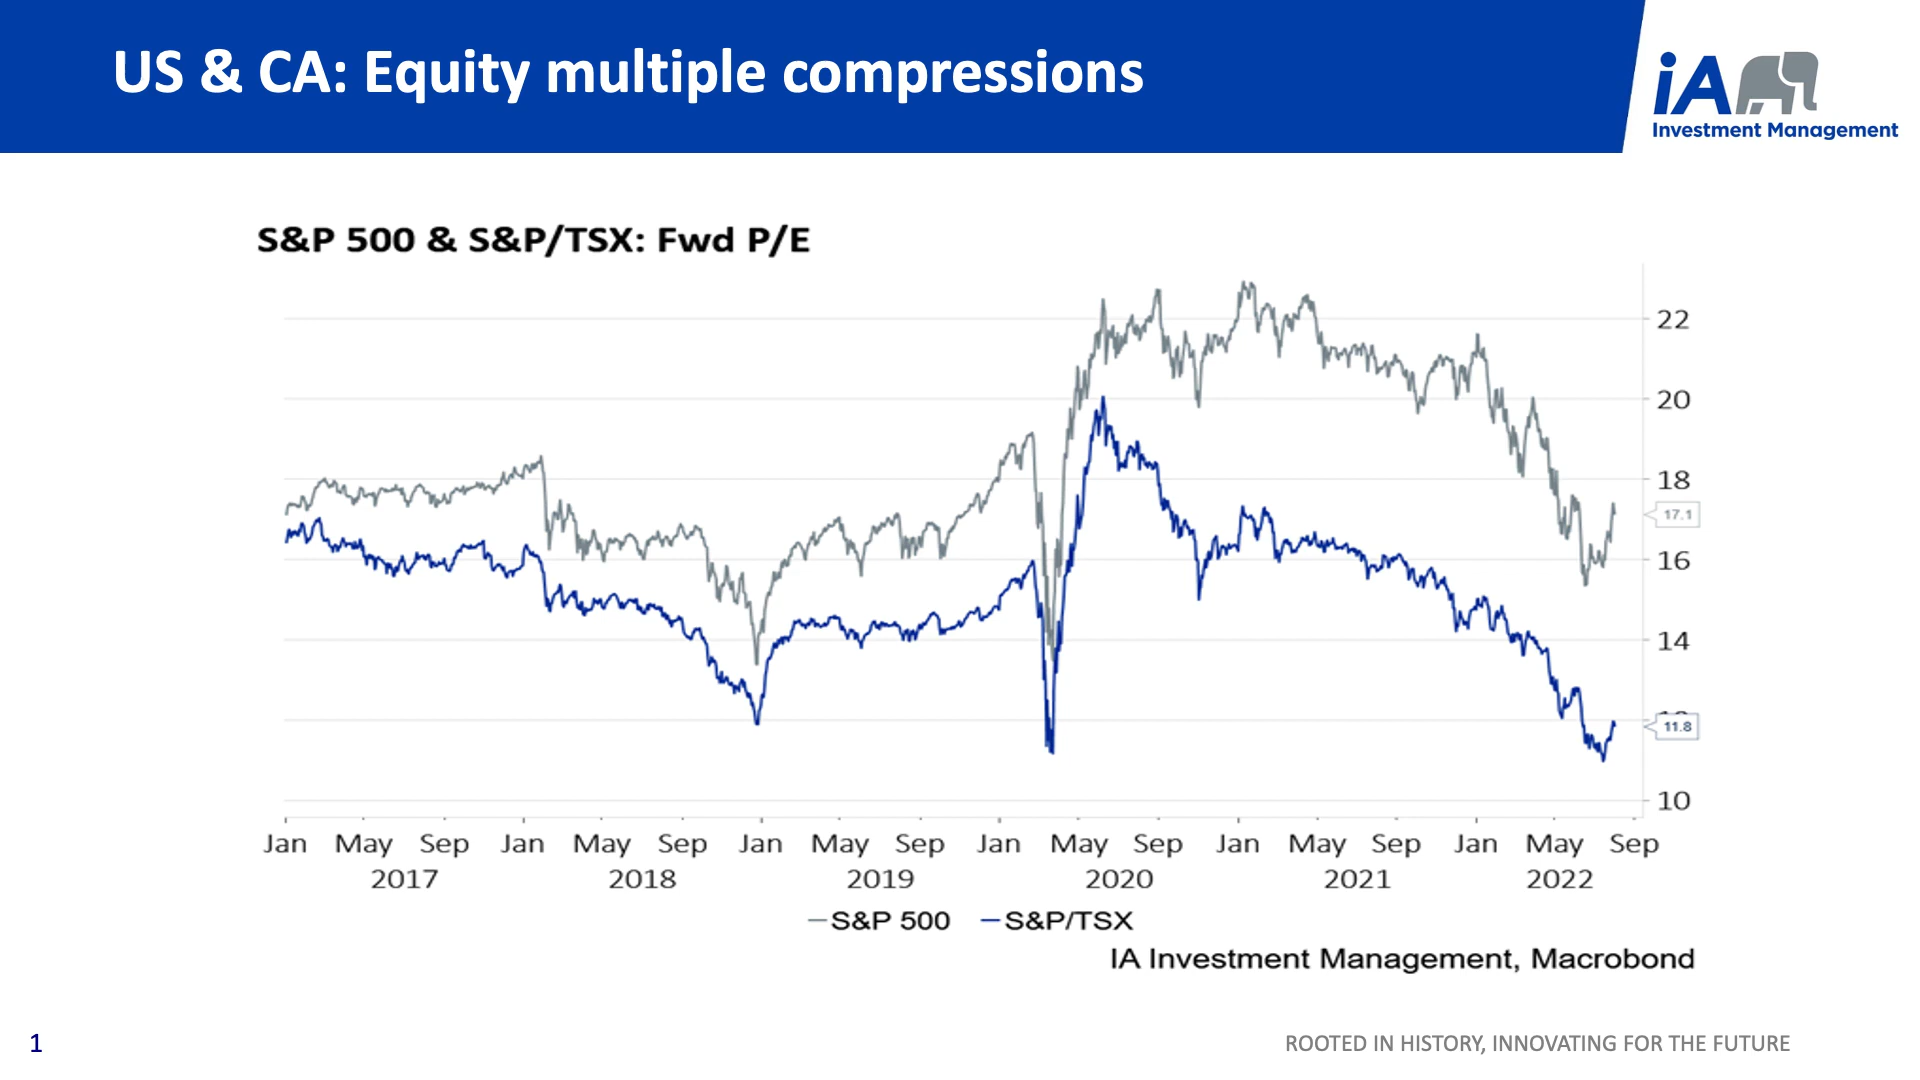 US & CA: Equity multiple compressions
iA
Investment Management
S&P 500 & S&P/TSX: Fwd P/E
22
20
18
17.1
16
14
11.8
10
Jan May Sep Jan May Sep Jan May Sep Jan May Sep Jan May Sep Jan May Sep
2017 2018 2019 2020 2021 2022
S&P 500 S&P/TSX
IA Investment Management, Macrobond
1 ROOTED IN HISTORY, INNOVATING FOR THE FUTURE